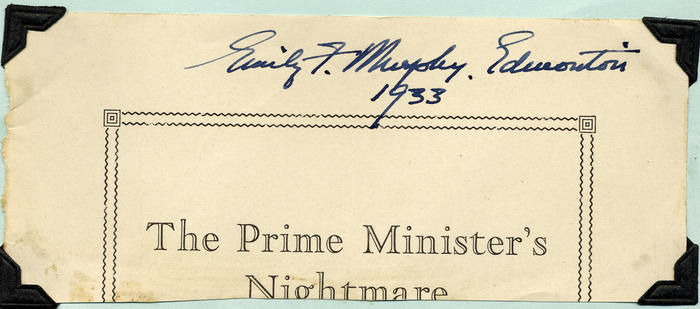 Emily F. Murphy. Edmonton
1933
The Prime Minister's
Nightmare